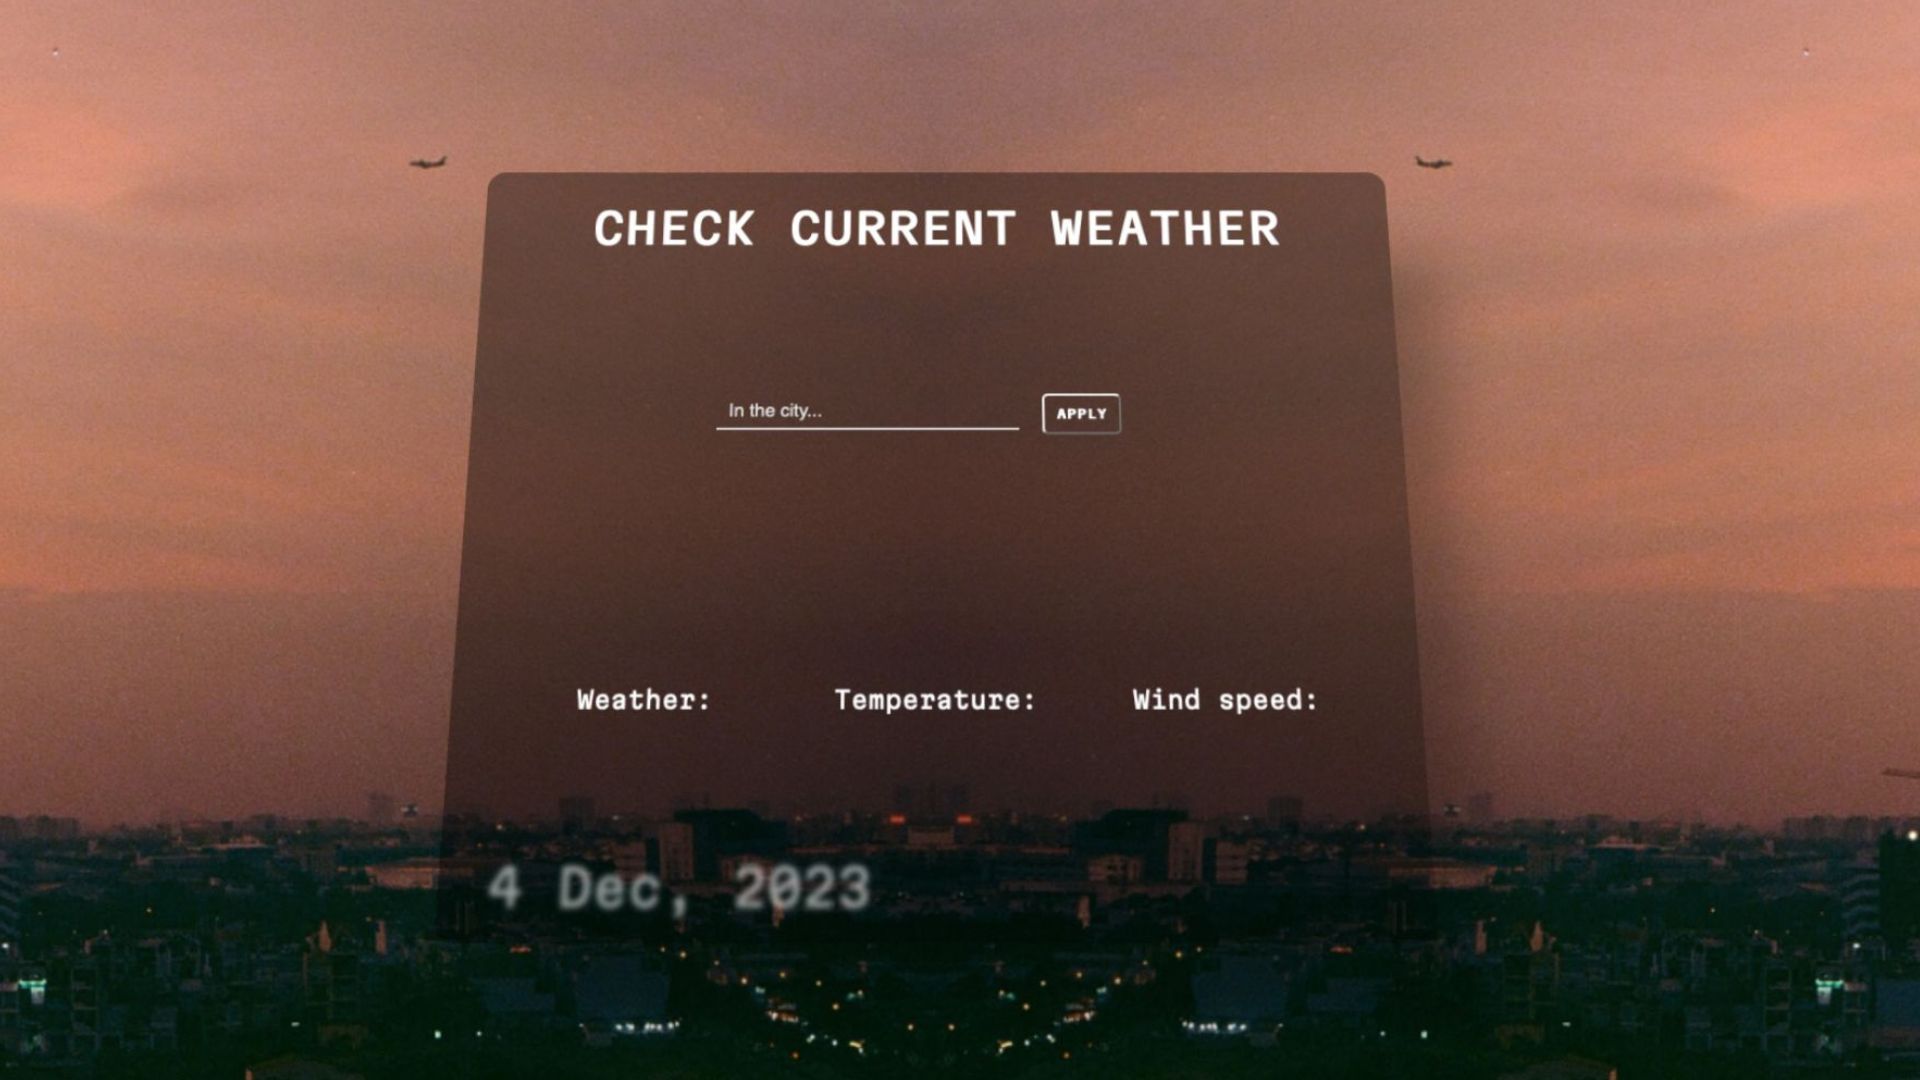 CHECK CURRENT WEATHER
In the city...
APPLY
Weather: Temperature: Wind speed:
4 Dec, 2023